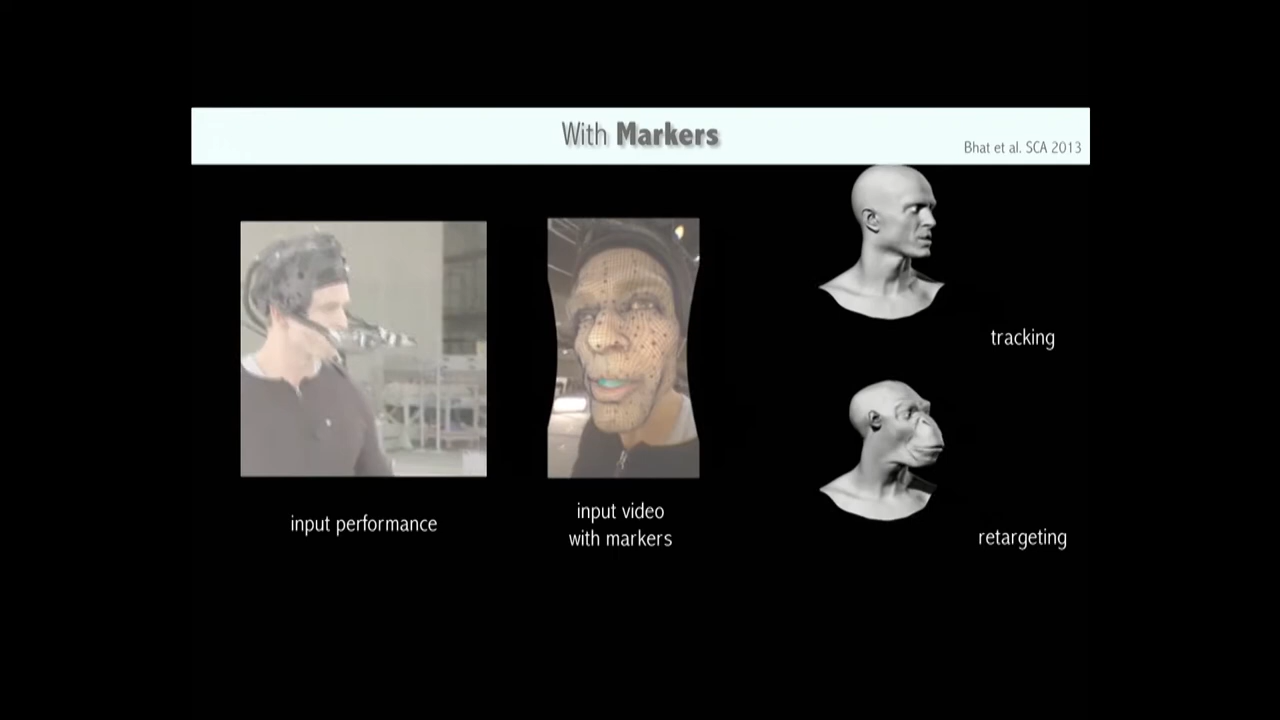 With Markers
Bhat et al. SCA 2013
tracking
input performance
input video
with markers
retargeting